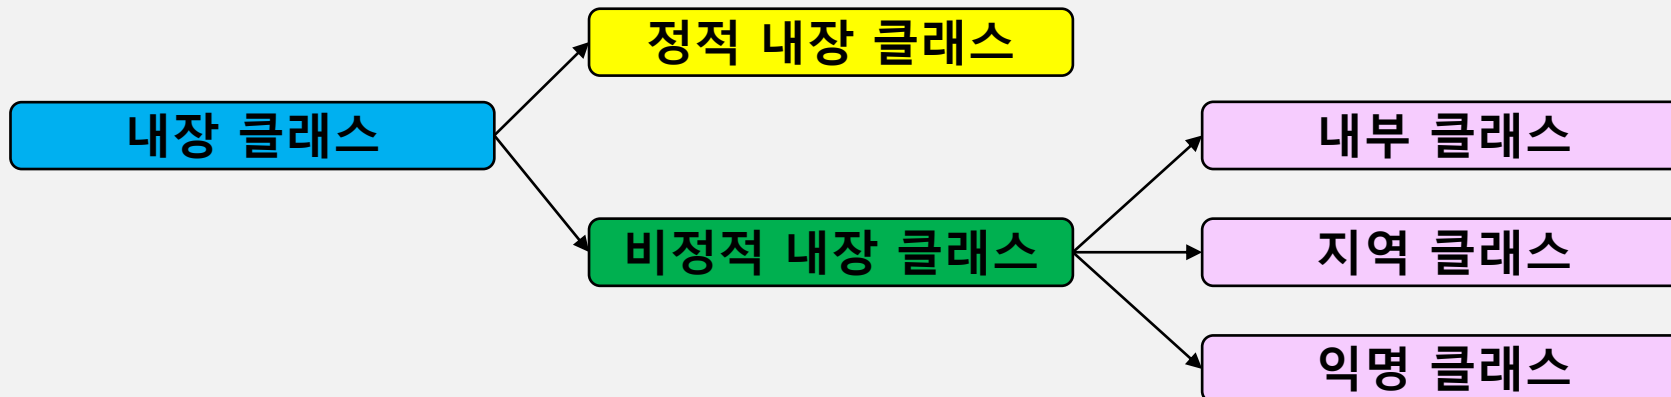 정적 내장 클래스
내장 클래스
내부 클래스
비정적 내장 클래스
지역 클래스
익명 클래스